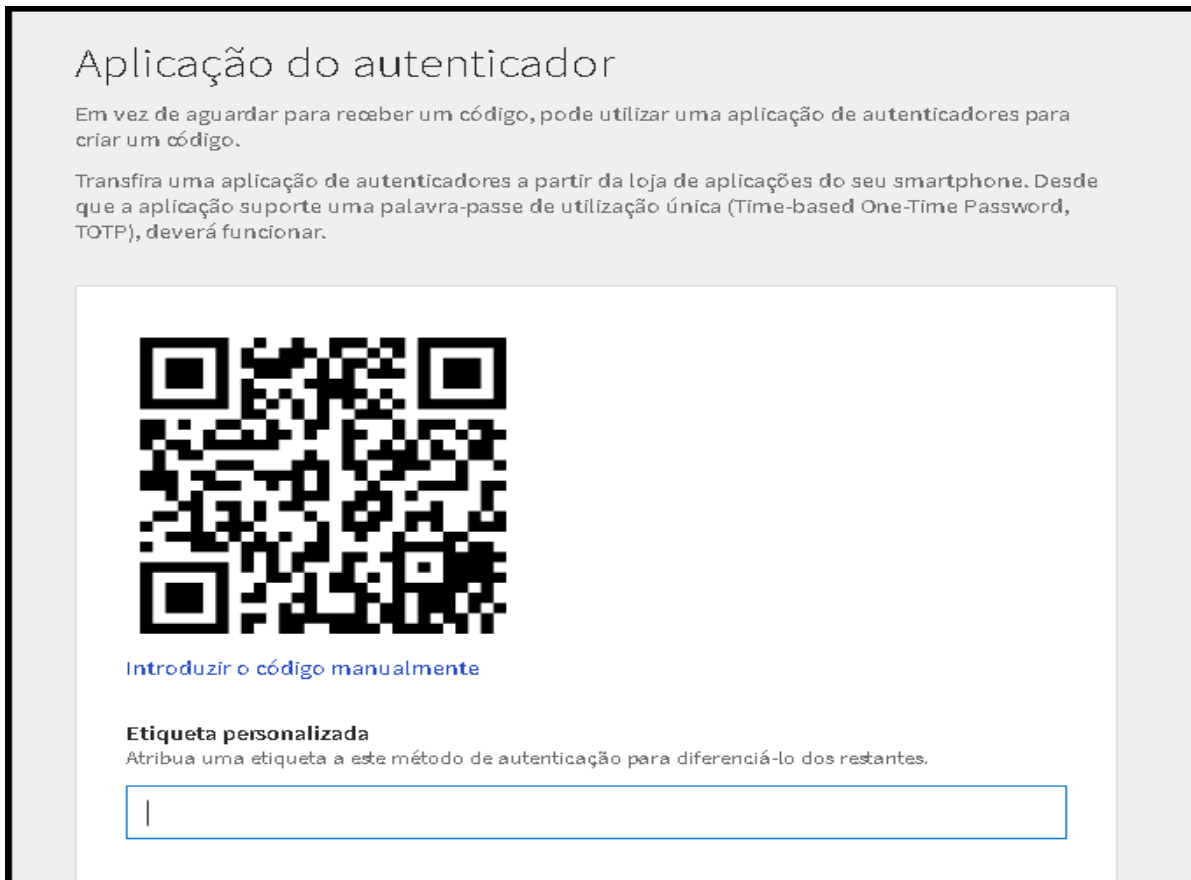 Aplicação do autenticador
Em vez de aguardar para receber um código, pode utilizar uma aplicação de autenticadores para
criar um código.
Transfira uma aplicação de autenticadores a partir da loja de aplicações do seu smartphone. Desde
que a aplicação suporte uma palavra-passe de utilização única (Time-based One-Time Password,
TOTP), deverá funcionar.
Introduzir o código manualmente
Etiqueta personalizada
Atribua uma etiqueta a este método de autenticação para diferenciá-lo dos restantes.